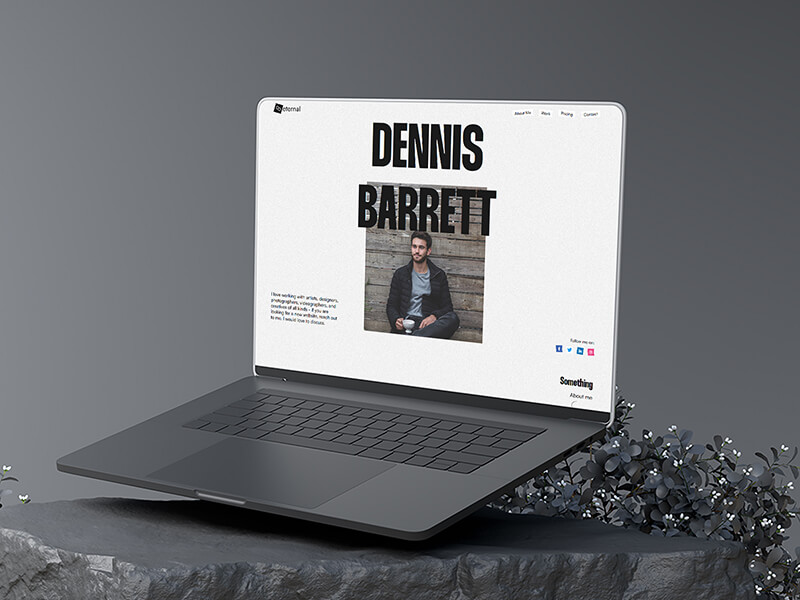 eternal
About Me Work Pricing Contact
DENNIS
BARRETT
I love working with artists, designers,
photographers, videographers, and
creatives of all kinds - if you are
looking for a new website, reach out
to me, I would love to discuss.
Follow me on:
Something
About me